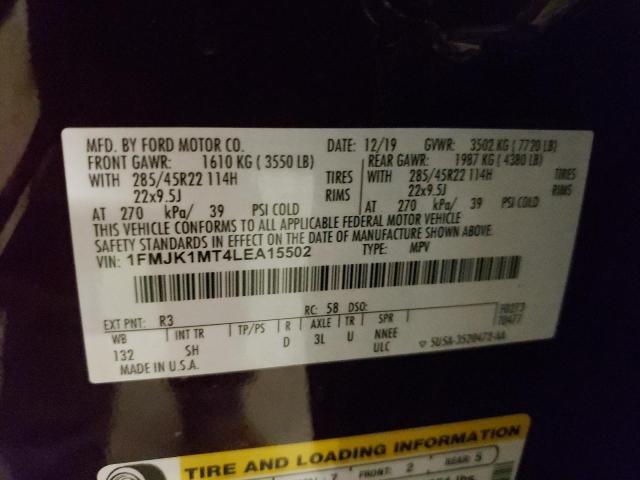 MFD. BY FORD MOTOR CO. DATE: 12/19 GVWR: 3502 KG ( 7720 LB)
FRONT GAWR: 1610 KG ( 3550 LB) REAR GAWR: 1987 KG ( 4380 LB)
WITH 285/45R22 114H TIRES WITH 285/45R22 114H TIRES
22x9.5J RIMS 22x9.5J RIMS
AT 270 kPa/ 39 PSI COLD AT 270 kPa/ 39 PSI COLD
THIS VEHICLE CONFORMS TO ALL APPLICABLE FEDERAL MOTOR VEHICLE
SAFETY STANDARDS IN EFFECT ON THE DATE OF MANUFACTURE SHOWN ABOVE.
VIN: 1FMJK1MT4LEA15502 TYPE: MPV
EXT PNT: R3 RC: 58 DSO:
WB INT TR TP/PS R AXLE TR SPR
132 SH D 3L U NNEE
ULC
MADE IN U.S.A.
TIRE AND LOADING INFORMATION
7 FRONT: 2 REAR: 5